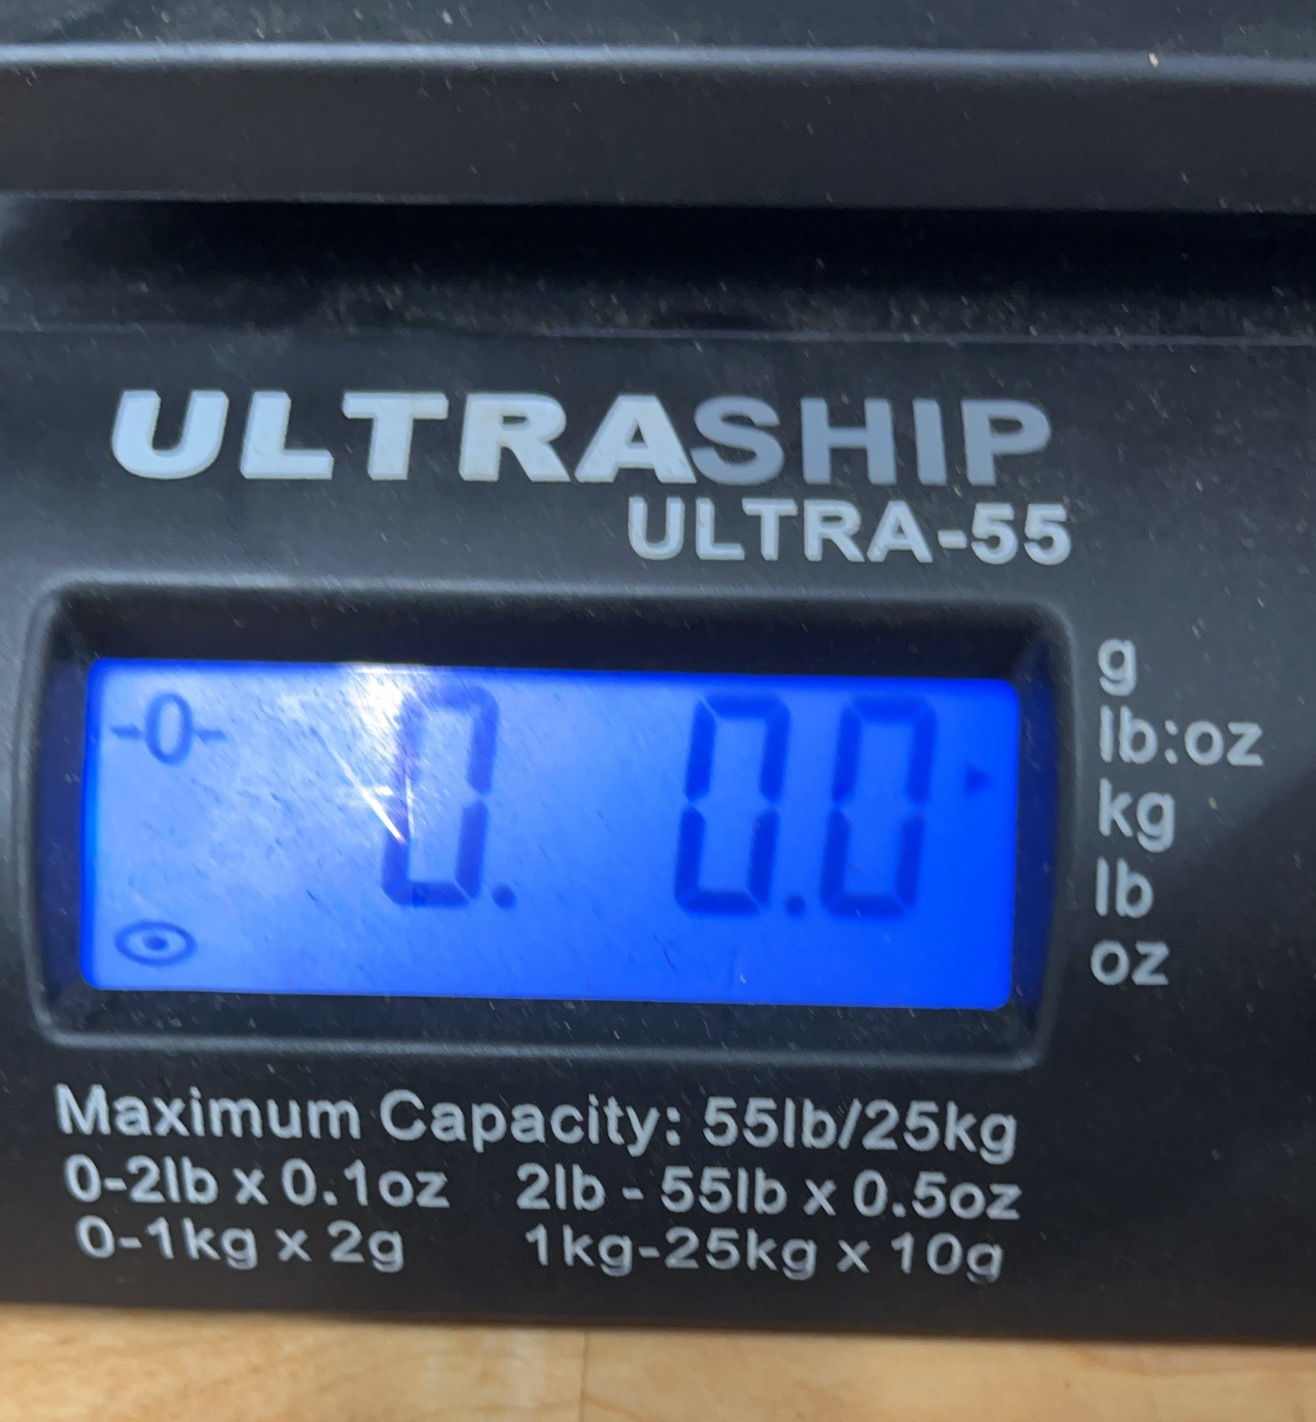 ULTRASHIP
ULTRA-55
-0- 0. 0.0
g
lb:oz
kg
lb
oz
Maximum Capacity: 55lb/25kg
0-2lb x 0.1oz 2lb - 55lb x 0.5oz
0-1kg x 2g 1kg-25kg x 10g